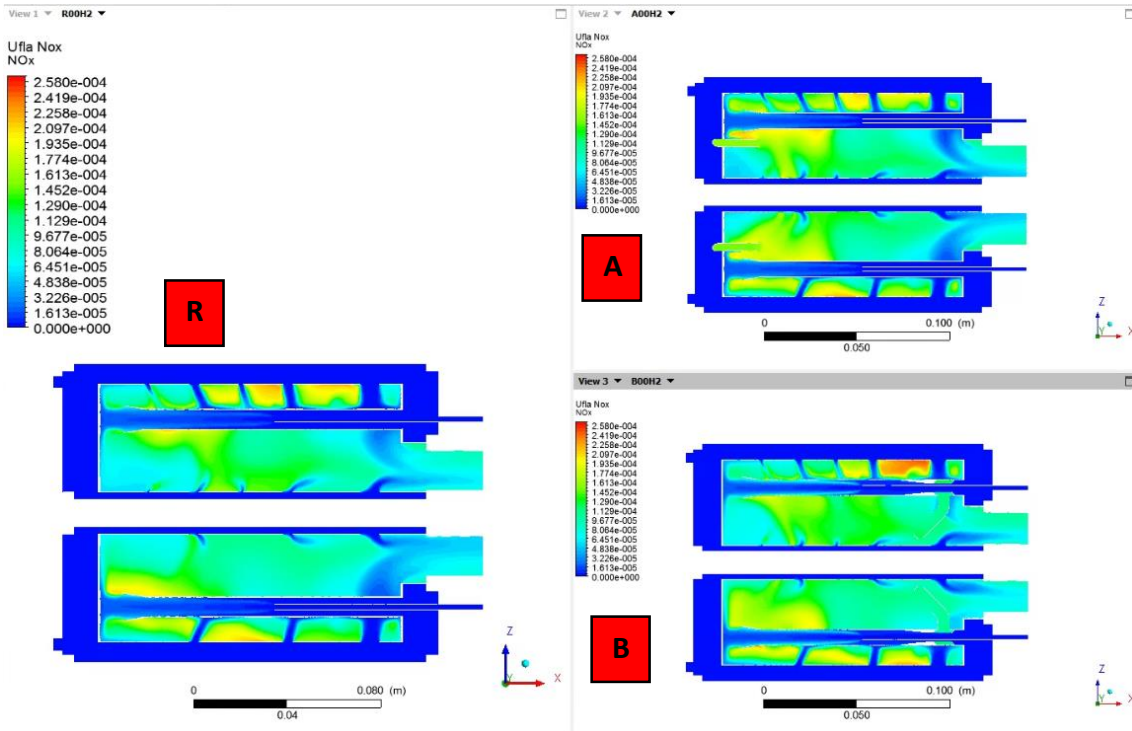 View 1 ▼ R00H2 ▼
Ufla Nox
NOx
2.580e-004
2.419e-004
2.258e-004
2.097e-004
1.935e-004
1.774e-004
1.613e-004
1.452e-004
1.290e-004
1.129e-004
9.677e-005
8.064e-005
6.451e-005
4.838e-005
3.226e-005
1.613e-005
0.000e+000
R
Z
Y X
0 0.080 (m)
0.04
View 2 ▼ A00H2 ▼
Ufla Nox
NOx
2.580e-004
2.419e-004
2.258e-004
2.097e-004
1.935e-004
1.774e-004
1.613e-004
1.452e-004
1.290e-004
1.129e-004
9.677e-005
8.064e-005
6.451e-005
4.838e-005
3.226e-005
1.613e-005
0.000e+000
A
0 0.100 (m)
0.050
Z
Y X
View 3 ▼ B00H2 ▼
Ufla Nox
NOx
2.580e-004
2.419e-004
2.258e-004
2.097e-004
1.935e-004
1.774e-004
1.613e-004
1.452e-004
1.290e-004
1.129e-004
9.677e-005
8.064e-005
6.451e-005
4.838e-005
3.226e-005
1.613e-005
0.000e+000
B
0 0.100 (m)
0.050
Z
Y X